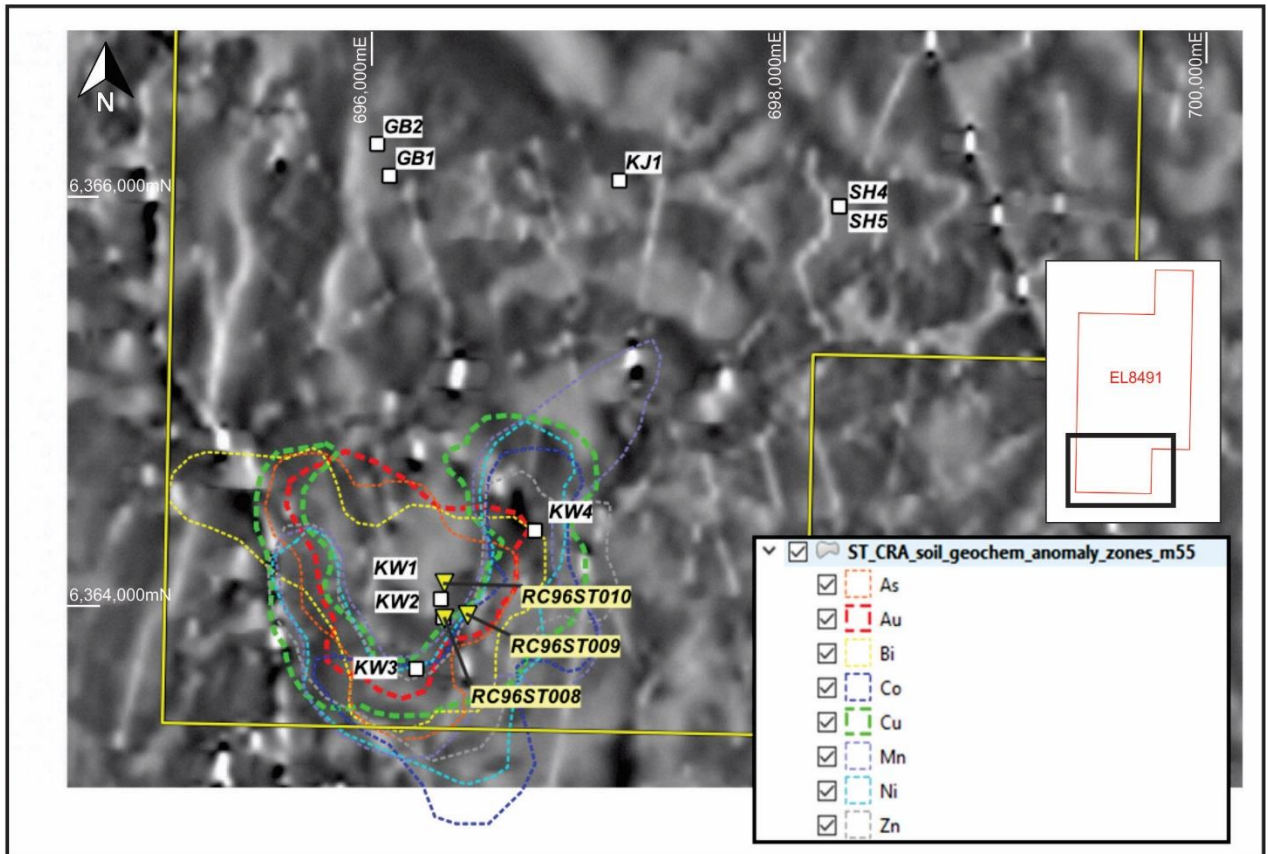 696,000mE
698,000mE
700,000mE
N
GB2
GB1
KJ1
6,366,000mN
SH4
SH5
EL8491
KW4
KW1
KW2
RC96ST010
6,364,000mN
RC96ST009
KW3
RC96ST008
ST_CRA_soil_geochem_anomaly_zones_m55
As
Au
Bi
Co
Cu
Mn
Ni
Zn